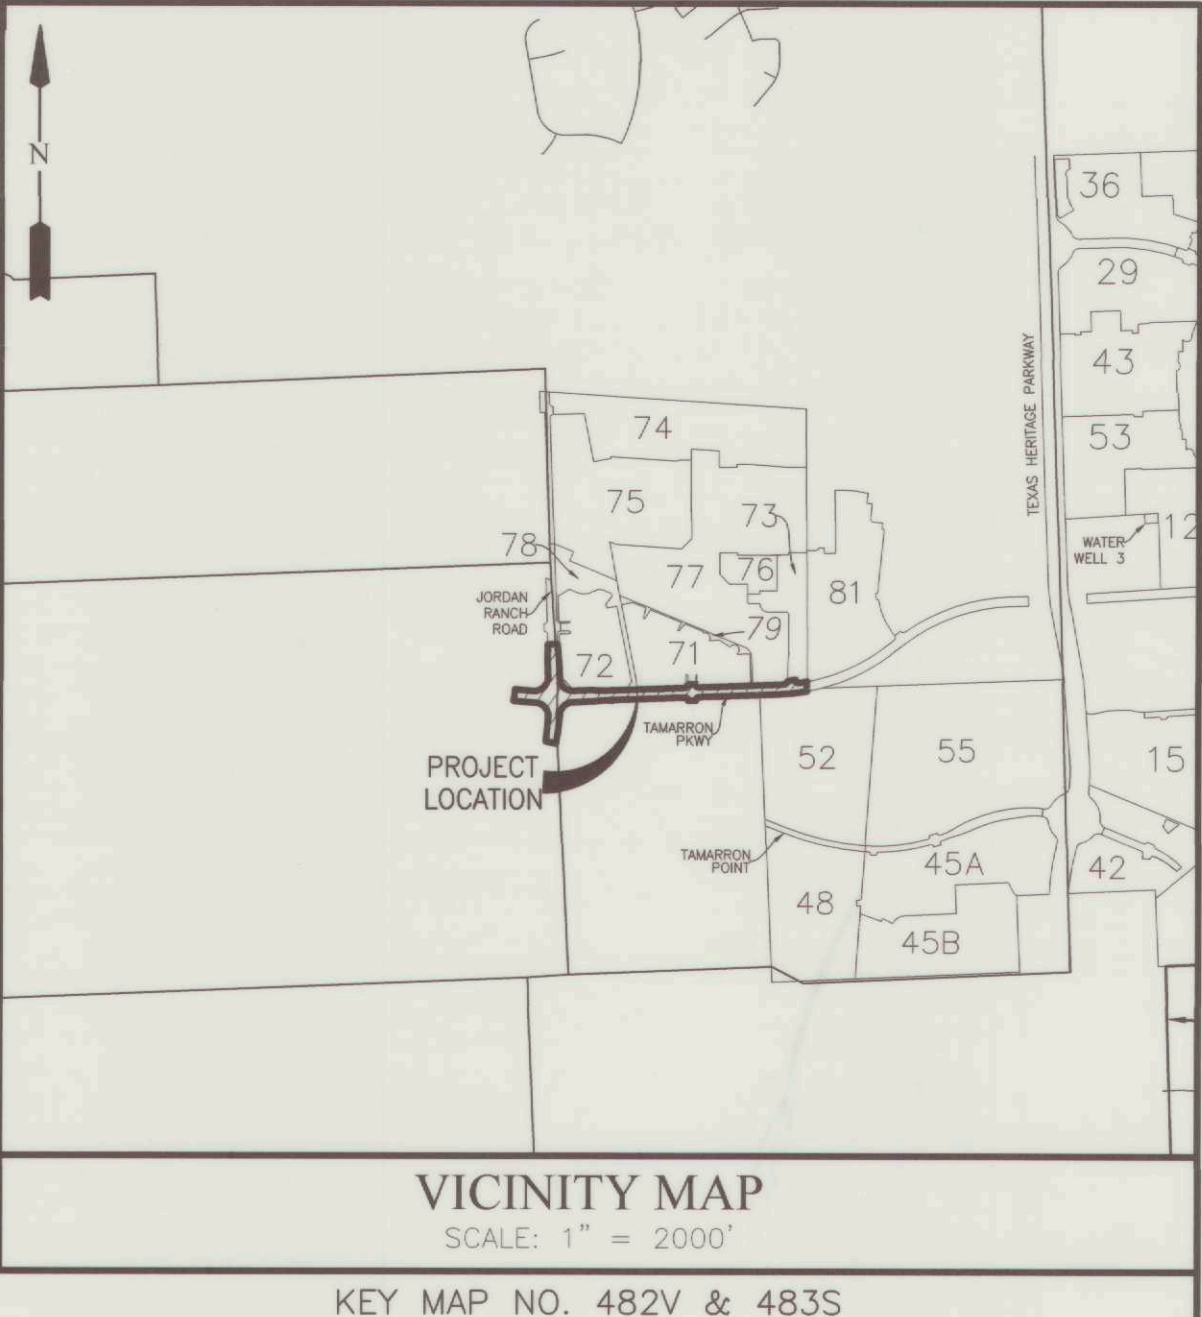 N
36
29
43
53
TEXAS HERITAGE PARKWAY
WATER
WELL 3
12
74
75
73
78
77
76
81
JORDAN
RANCH
ROAD
79
72
71
TAMARRON
PKWY
PROJECT
LOCATION
52
55
15
TAMARRON
POINT
45A
42
48
45B
VICINITY MAP
SCALE: 1" = 2000'
KEY MAP NO. 482V & 483S